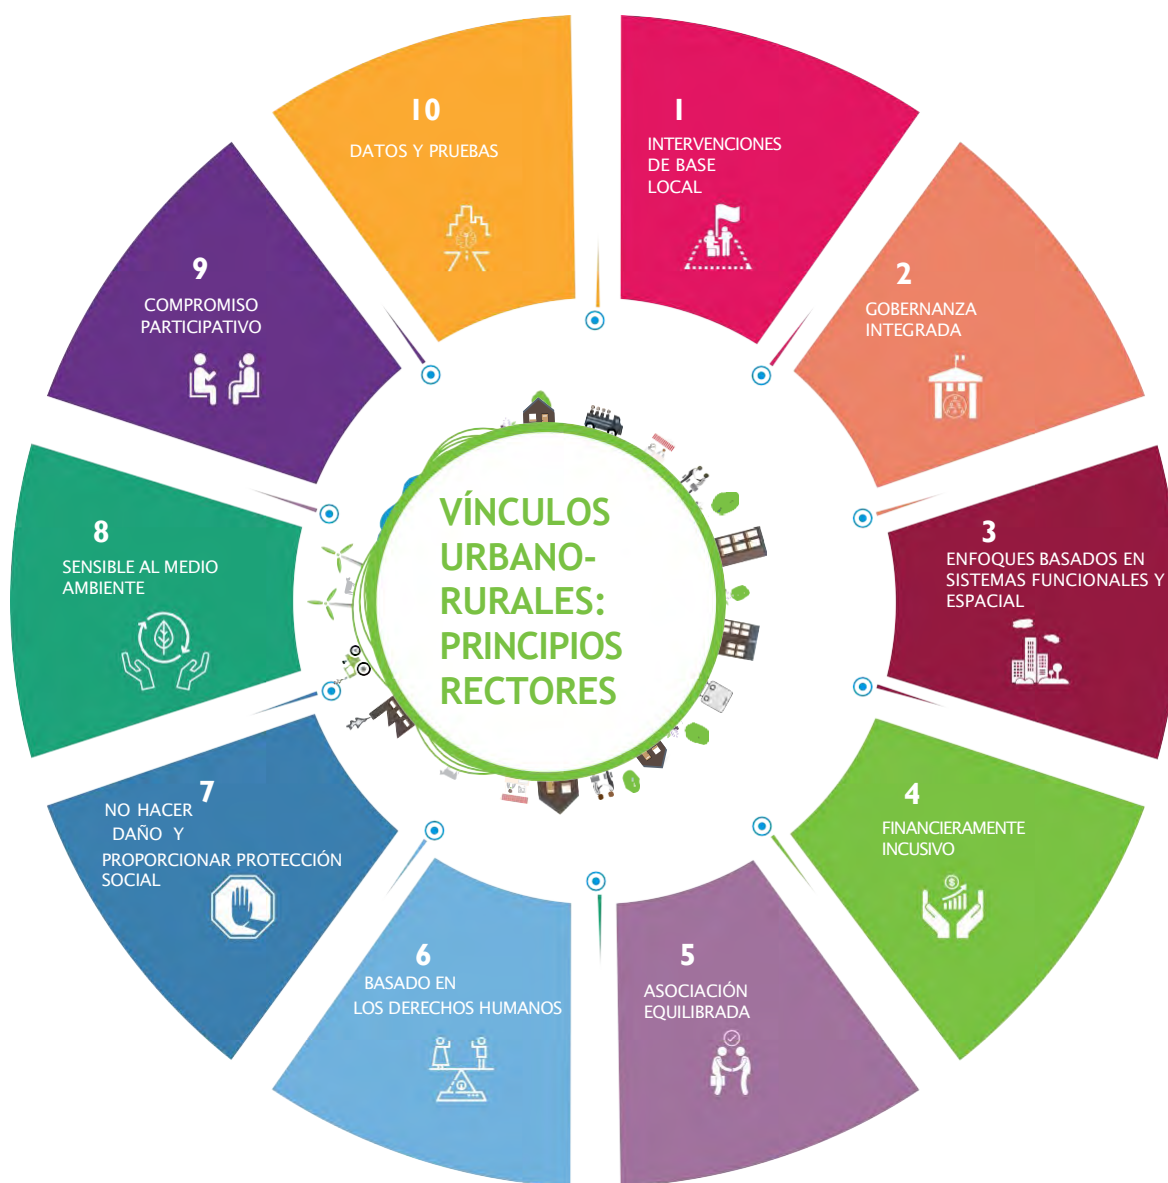 VÍNCULOS
URBANO-
RURALES:
PRINCIPIOS
RECTORES
1
INTERVENCIONES
DE BASE
LOCAL
2
GOBERNANZA
INTEGRADA
3
ENFOQUES BASADOS EN
SISTEMAS FUNCIONALES Y
ESPACIAL
4
FINANCIERAMENTE
INCUSIVO
5
ASOCIACIÓN
EQUILIBRADA
6
BASADO EN
LOS DERECHOS HUMANOS
7
NO HACER
DAÑO Y
PROPORCIONAR PROTECCIÓN
SOCIAL
8
SENSIBLE AL MEDIO
AMBIENTE
9
COMPROMISO
PARTICIPATIVO
10
DATOS Y PRUEBAS